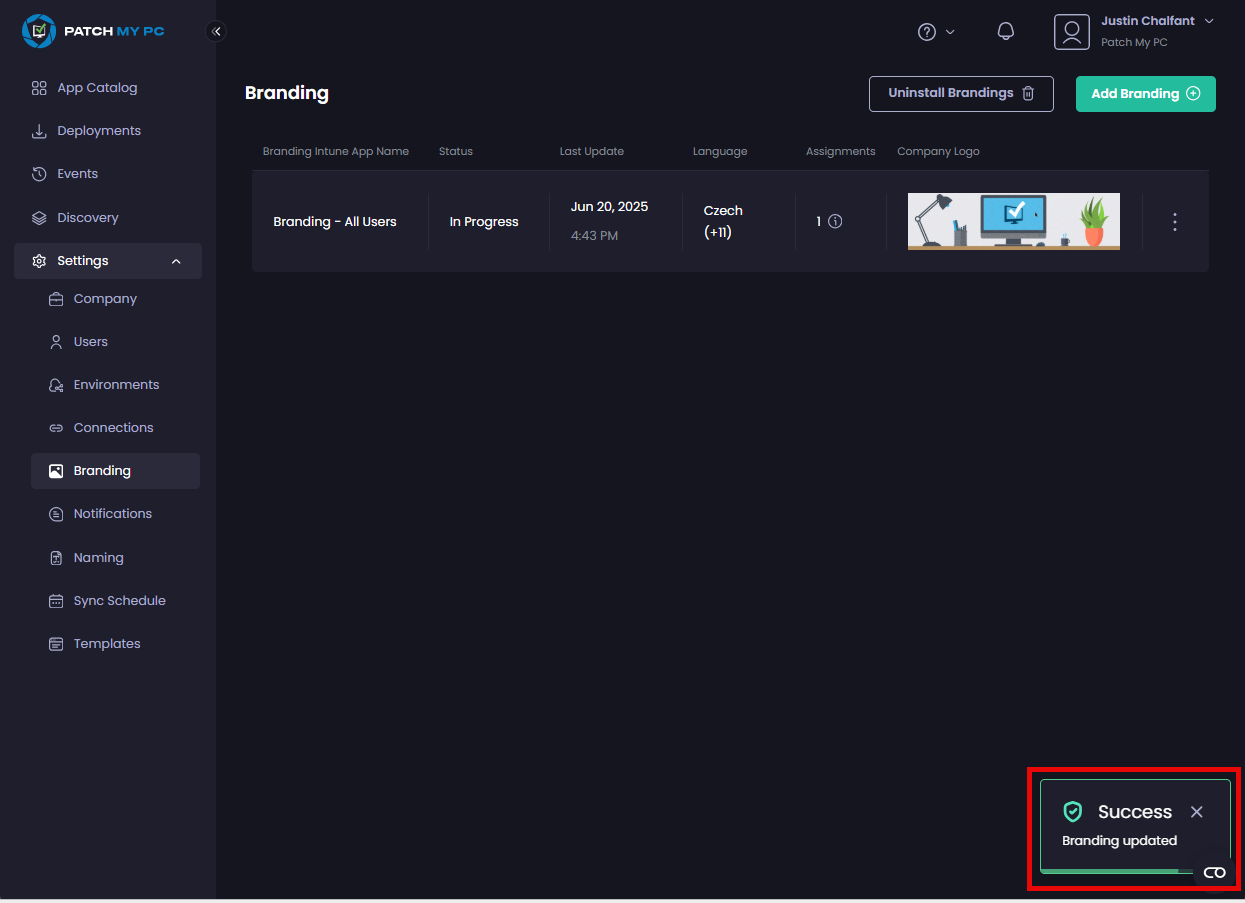 PATCH MY PC
Justin Chalfant
Patch My PC
App Catalog
Deployments
Events
Discovery
Settings
Company
Users
Environments
Connections
Branding
Notifications
Naming
Sync Schedule
Templates
Branding
Uninstall Brandings
Add Branding
Branding Intune App Name Status Last Update Language Assignments Company Logo
Branding - All Users
In Progress
Jun 20, 2025
4:43 PM
Czech
(+11)
1
Success
Branding updated